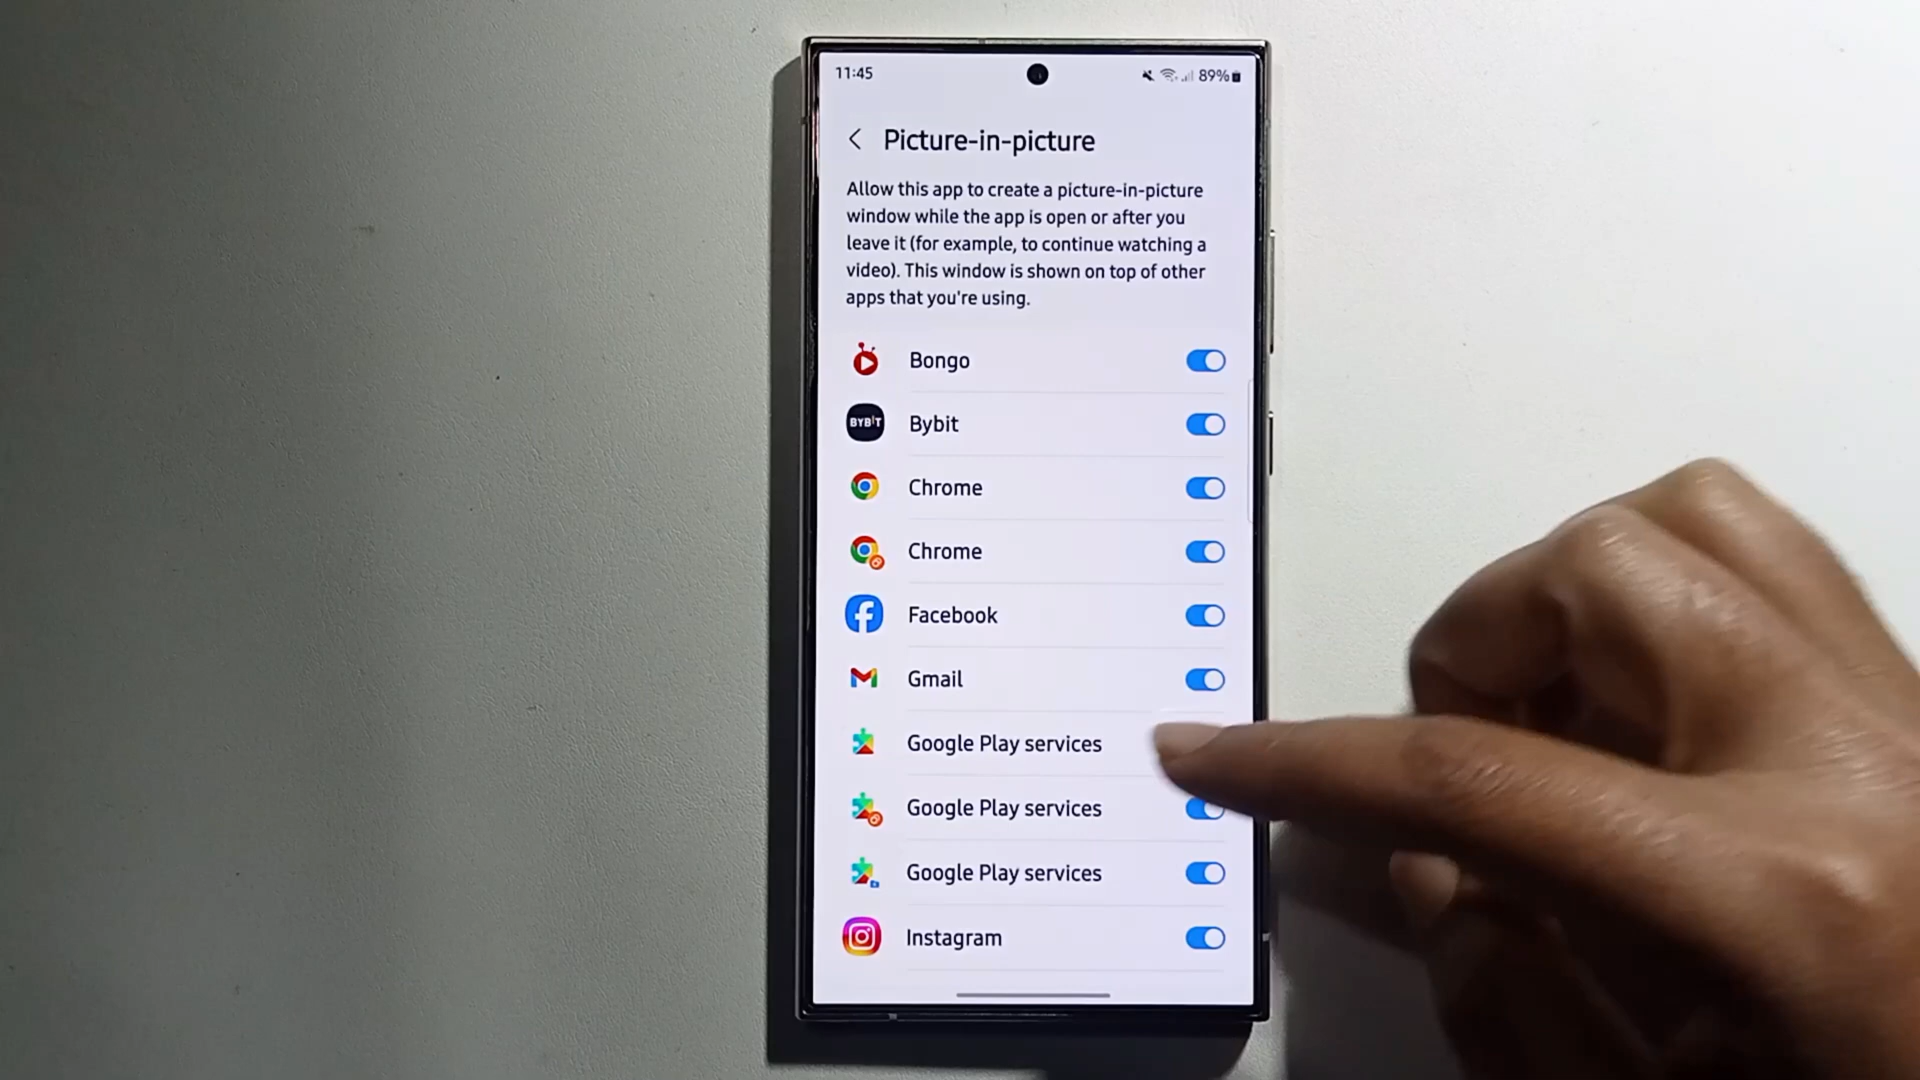 11:45
89%
Picture-in-picture
Allow this app to create a picture-in-picture
window while the app is open or after you
leave it (for example, to continue watching a
video). This window is shown on top of other
apps that you're using.
Bongo
BYBIT
Bybit
Chrome
Chrome
Facebook
Gmail
Google Play services
Google Play services
Google Play services
Instagram